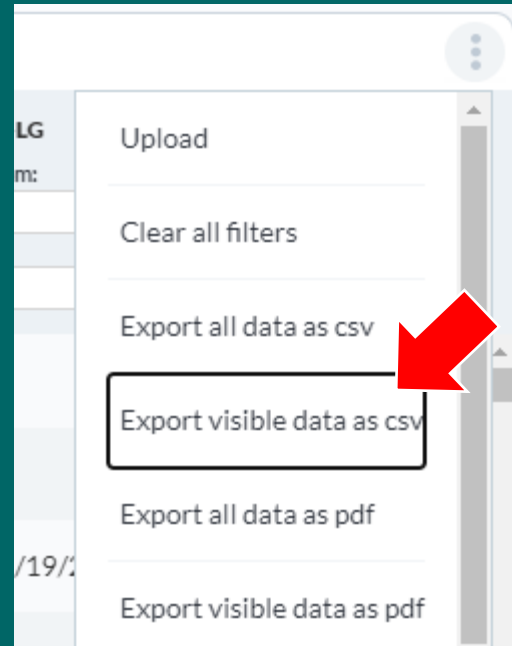 LG
m:
Upload
Clear all filters
Export all data as csv
Export visible data as csv
Export all data as pdf
/19/2
Export visible data as pdf